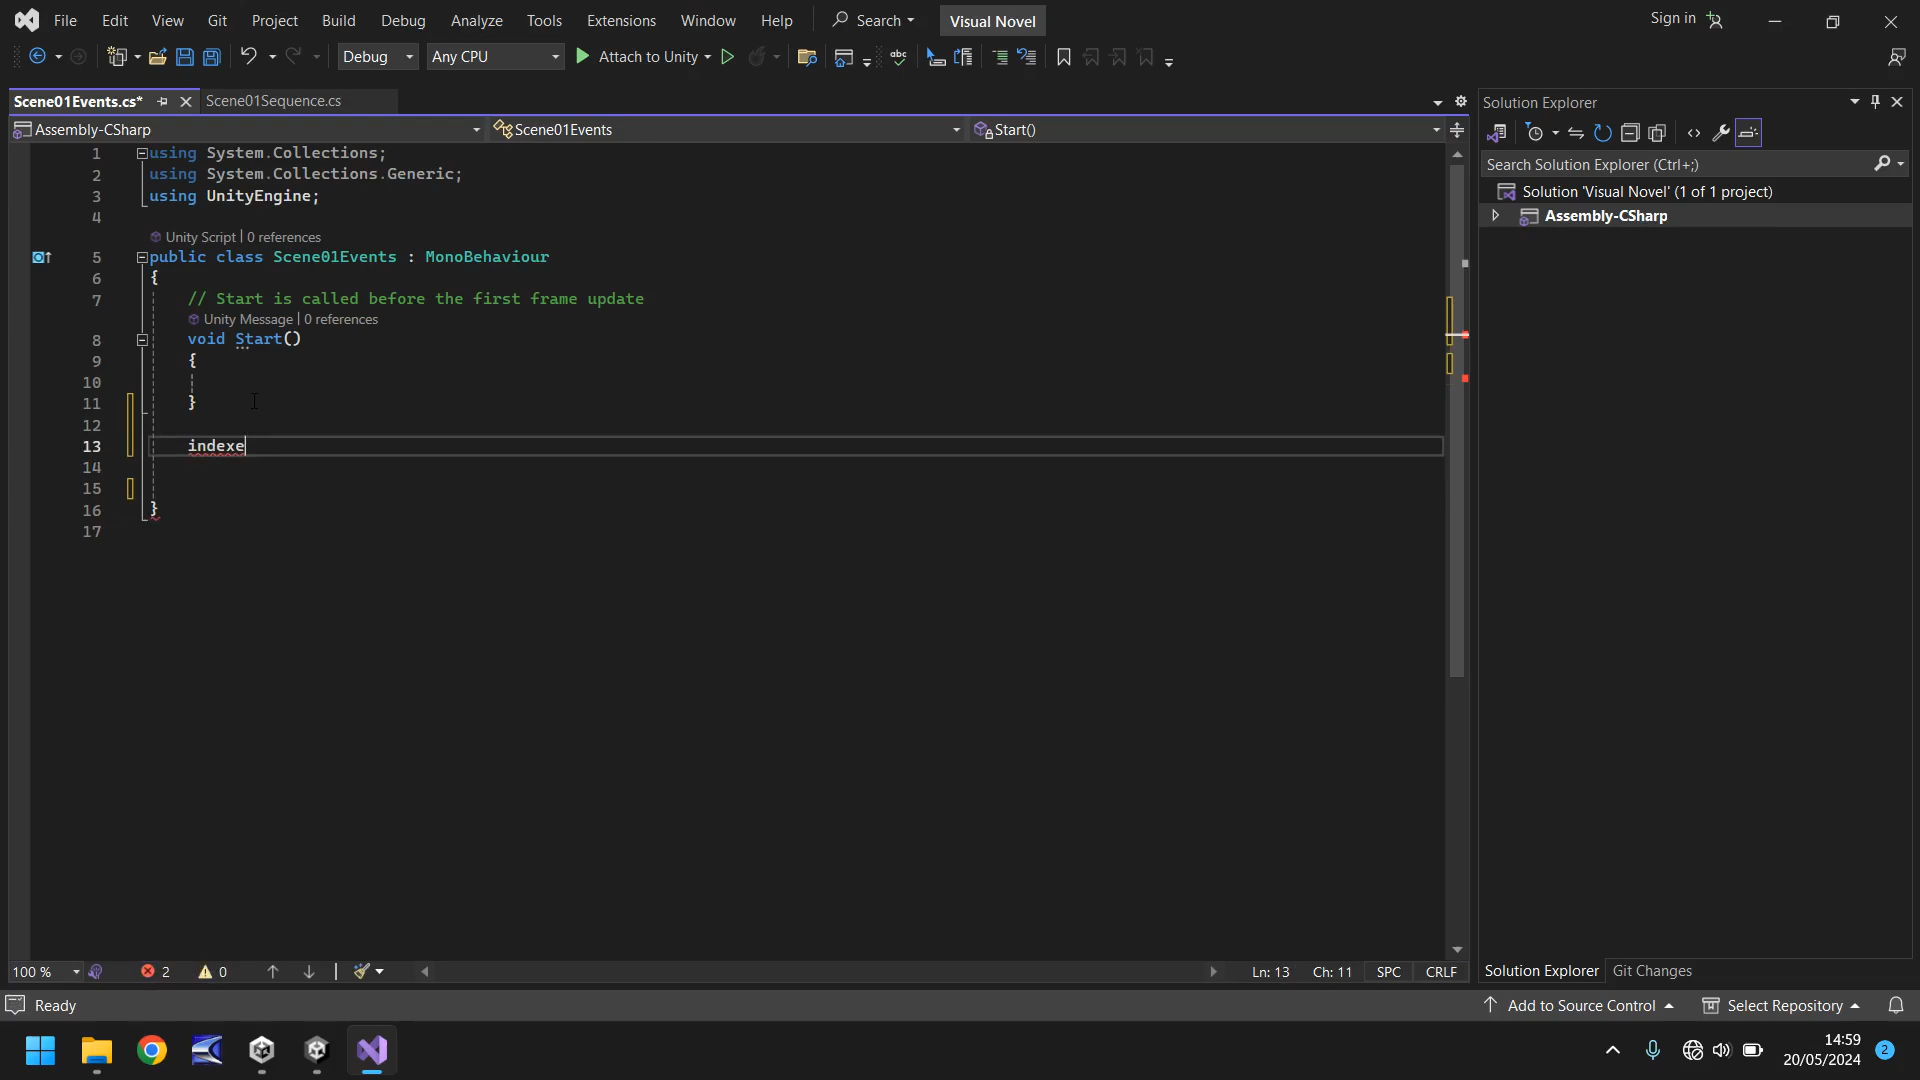 File Edit View Git Project Build Debug Analyze Tools Extensions Window Help Search Visual Novel Sign in
Debug Any CPU Attach to Unity
Scene01Events.cs* Scene01Sequence.cs
Assembly-CSharp Scene01Events Start()
1 using System.Collections;
2 using System.Collections.Generic;
3 using UnityEngine;
4
Unity Script | 0 references
5 public class Scene01Events : MonoBehaviour
6 {
7 // Start is called before the first frame update
Unity Message | 0 references
8 void Start()
9 {
10
11 }
12
13 indexe
14
15
16 }
17
100 % 2 0 Ln: 13 Ch: 11 SPC CRLF
Solution Explorer
Search Solution Explorer (Ctrl+;)
Solution 'Visual Novel' (1 of 1 project)
Assembly-CSharp
Solution Explorer Git Changes
Ready Add to Source Control Select Repository
14:59
20/05/2024 2